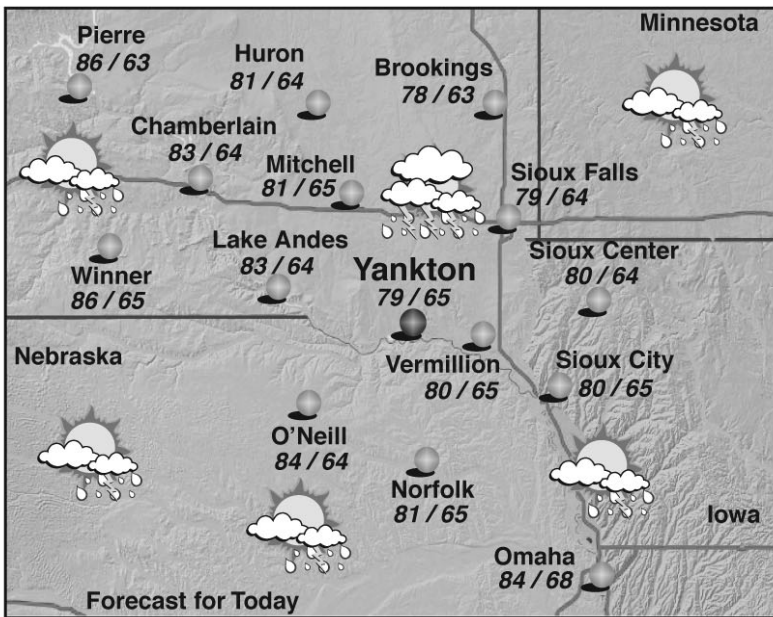 Minnesota
Pierre
86 / 63
Huron
81 / 64
Brookings
78 / 63
Chamberlain
83 / 64
Mitchell
81 / 65
Sioux Falls
79 / 64
Winner
86 / 65
Lake Andes
83 / 64
Yankton
79 / 65
Sioux Center
80 / 64
Nebraska
Vermillion
80 / 65
Sioux City
80 / 65
O'Neill
84 / 64
Norfolk
81 / 65
Iowa
Omaha
84 / 68
Forecast for Today